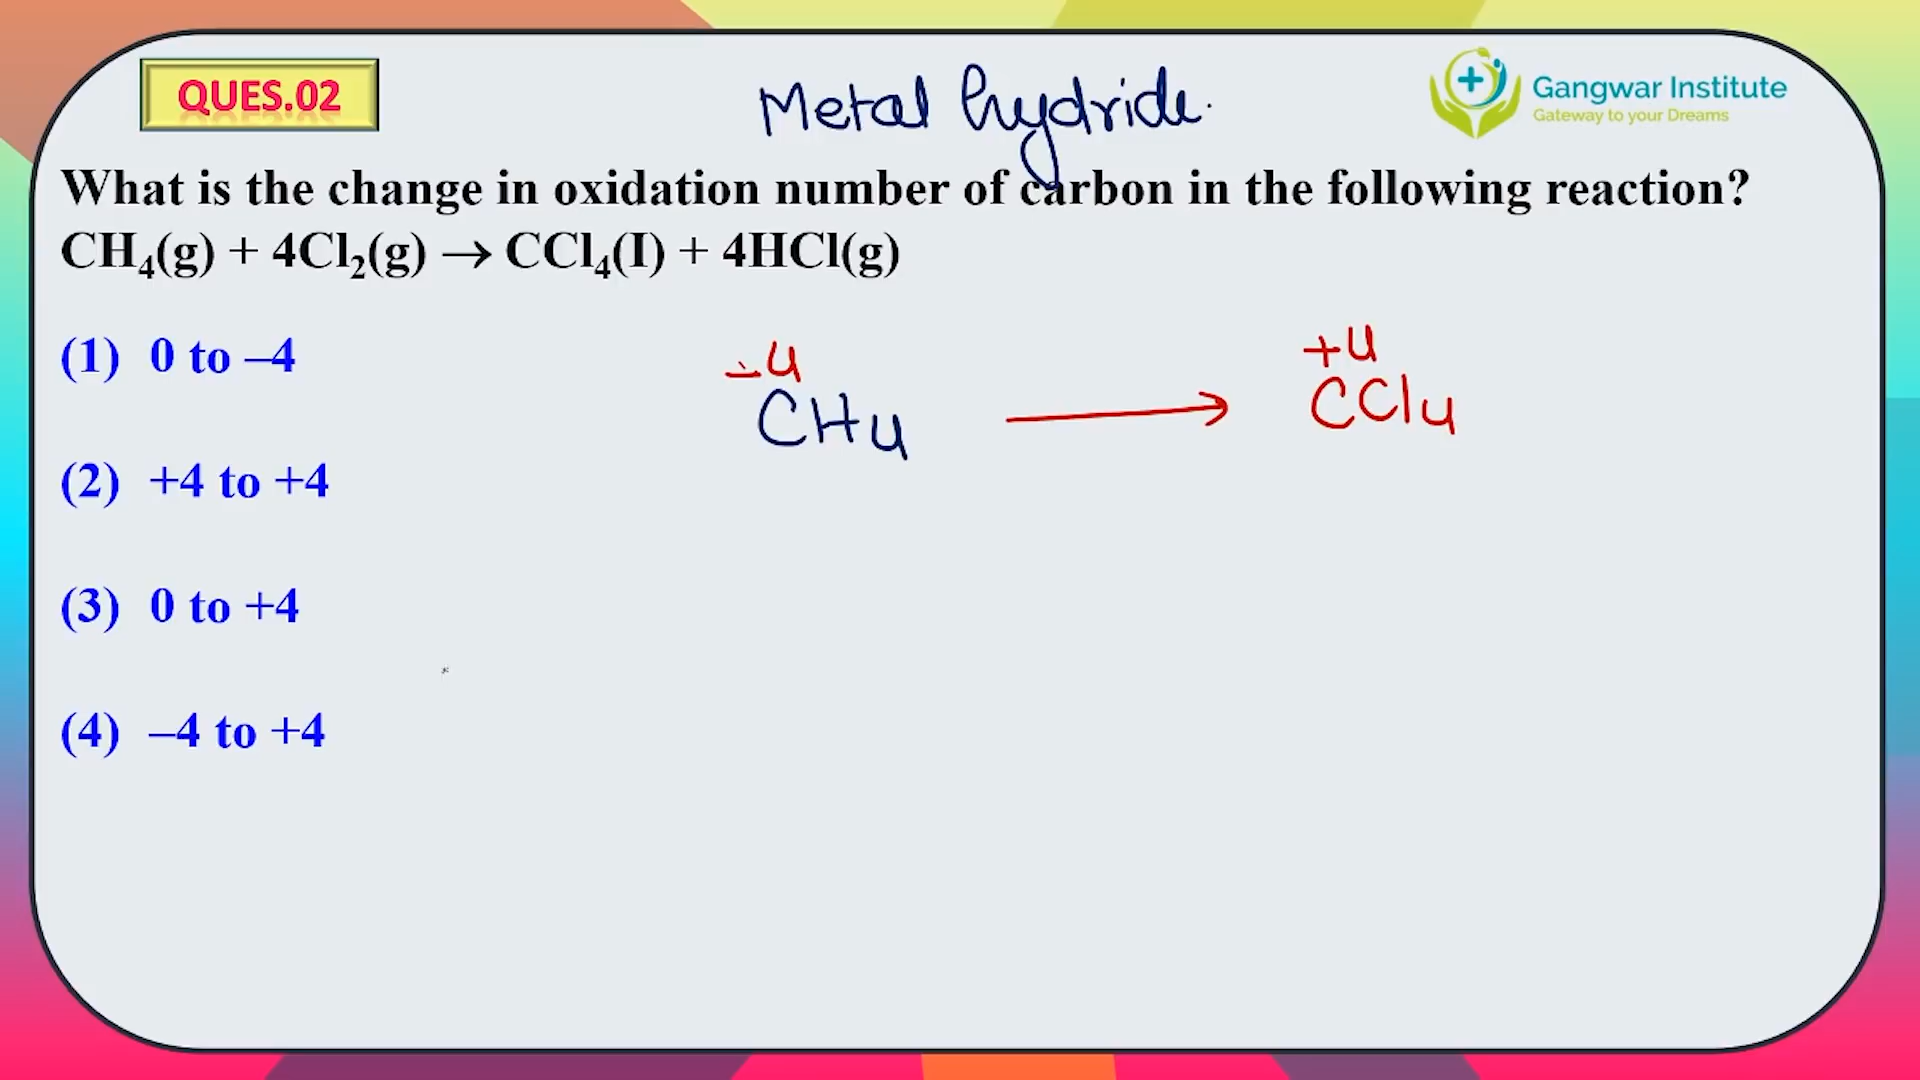 QUES.02
Metal hydride.
Gangwar Institute
Gateway to your Dreams
What is the change in oxidation number of carbon in the following reaction?
CH₄(g) + 4Cl₂(g) → CCl₄(I) + 4HCl(g)
(1) 0 to –4
(2) +4 to +4
(3) 0 to +4
(4) –4 to +4
–4
+4
CH4 → CCl4